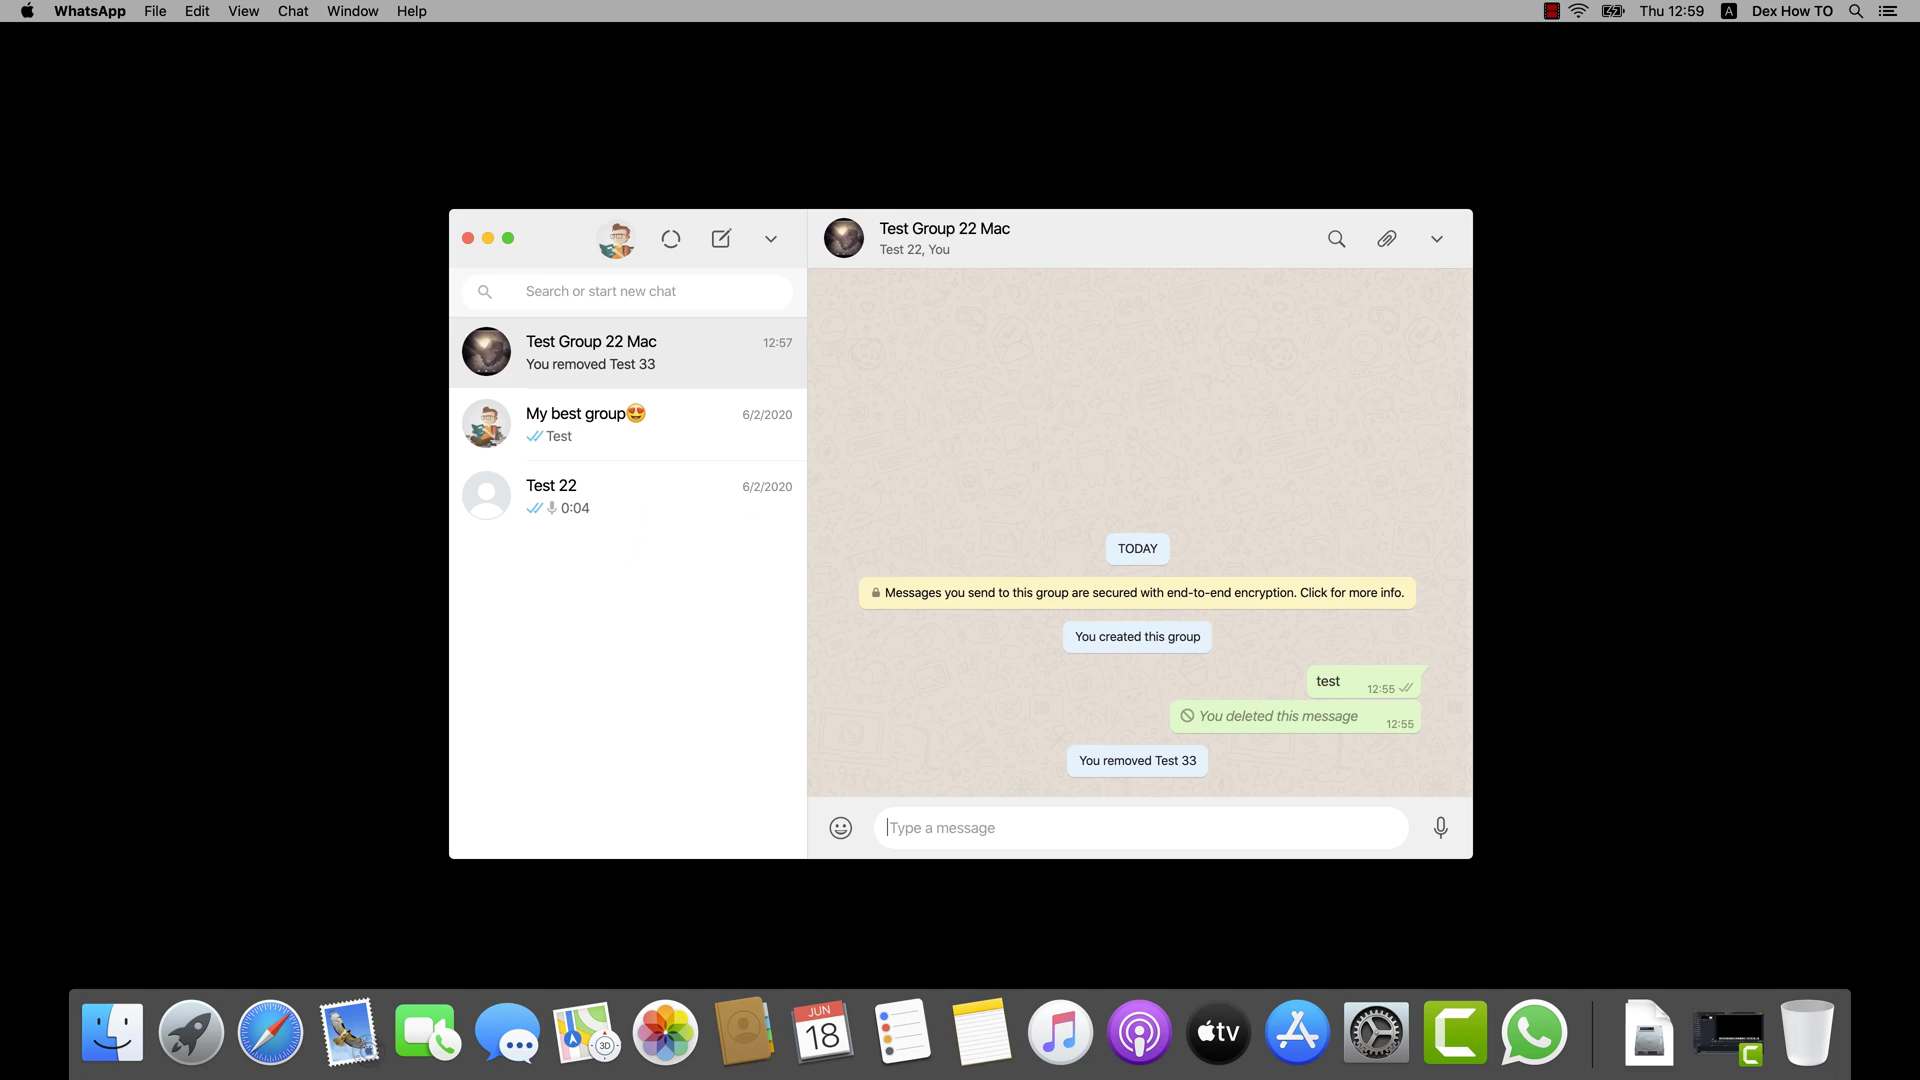 WhatsApp File Edit View Chat Window Help
Thu 12:59 A Dex How TO
Test Group 22 Mac
Test 22, You
Search or start new chat
Test Group 22 Mac 12:57
You removed Test 33
My best group😍 6/2/2020
Test
Test 22 6/2/2020
0:04
TODAY
Messages you send to this group are secured with end-to-end encryption. Click for more info.
You created this group
test 12:55
You deleted this message 12:55
You removed Test 33
Type a message
3D
JUN
18
tv